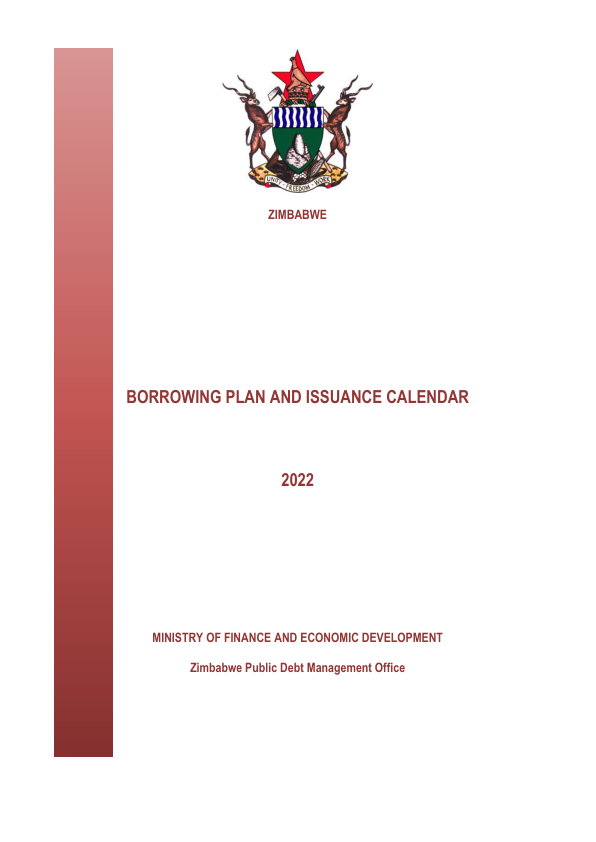 UNITY FREEDOM WORK
ZIMBABWE
BORROWING PLAN AND ISSUANCE CALENDAR
2022
MINISTRY OF FINANCE AND ECONOMIC DEVELOPMENT
Zimbabwe Public Debt Management Office